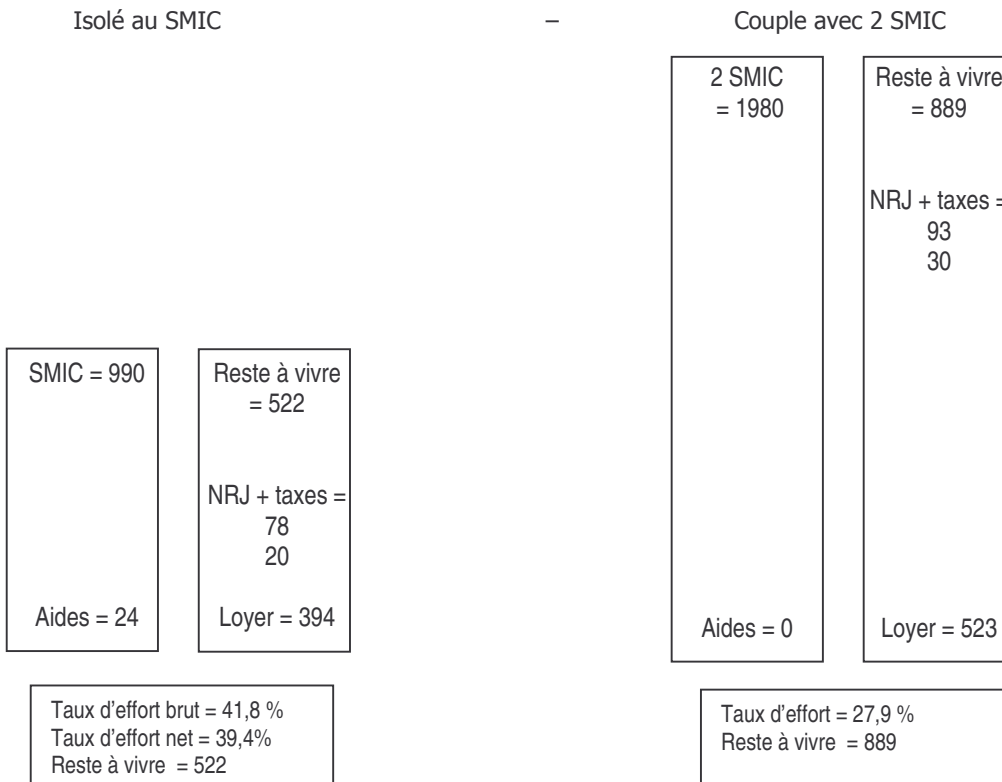 Isolé au SMIC – Couple avec 2 SMIC
2 SMIC
= 1980
Reste à vivre
= 889
NRJ + taxes =
93
30
SMIC = 990
Reste à vivre
= 522
NRJ + taxes =
78
20
Aides = 24
Loyer = 394
Aides = 0
Loyer = 523
Taux d’effort brut = 41,8 %
Taux d’effort net = 39,4%
Reste à vivre = 522
Taux d’effort = 27,9 %
Reste à vivre = 889